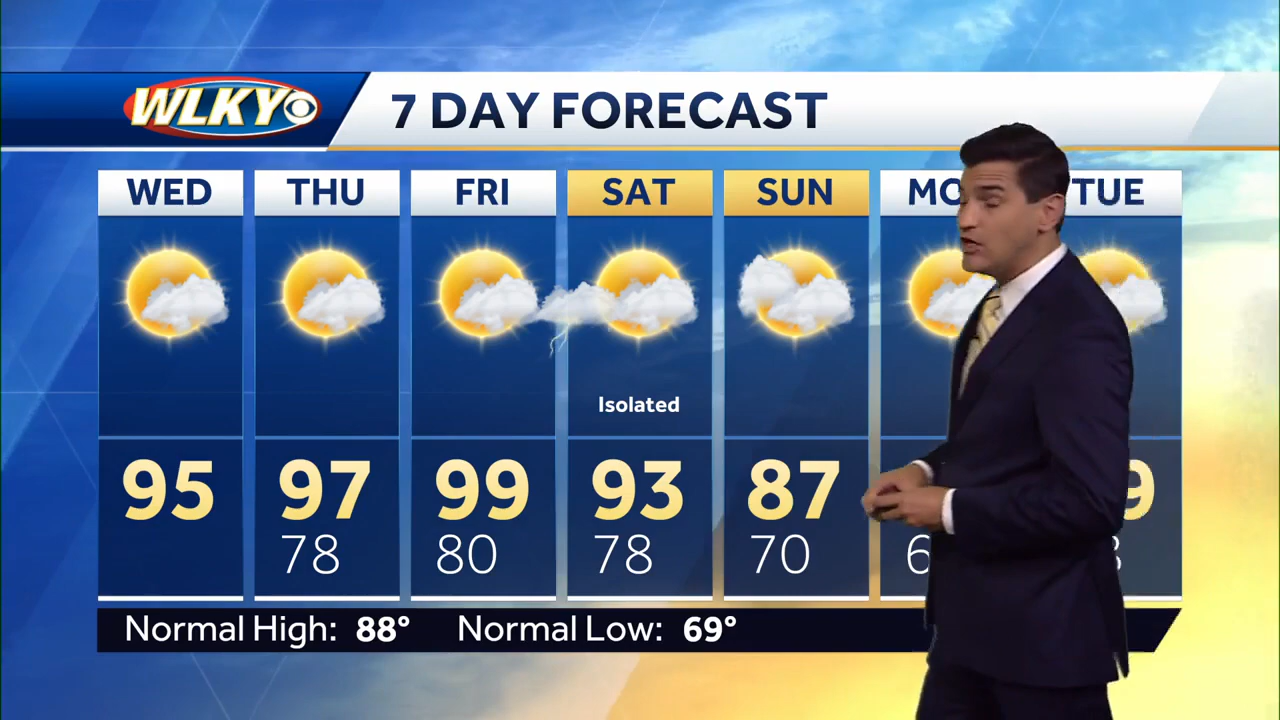 WLKY
7 DAY FORECAST
WED THU FRI SAT SUN TUE
Isolated
95 97 99 93 87
78 80 78 70
Normal High: 88° Normal Low: 69°